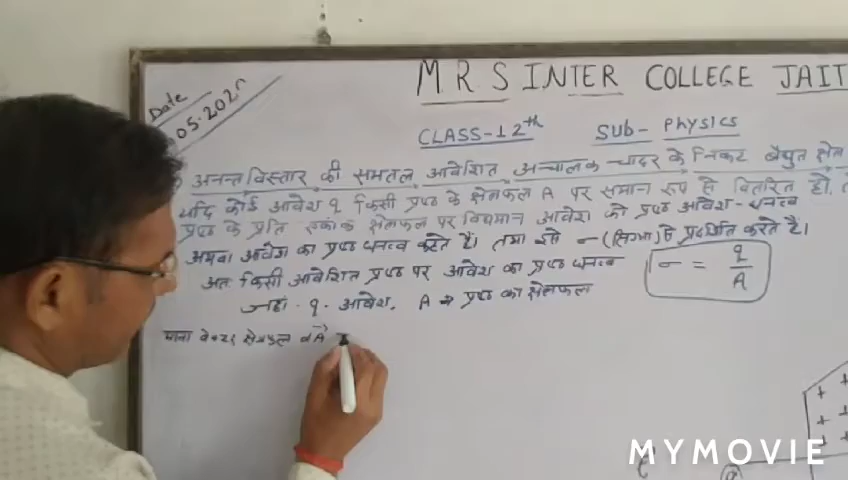 Date
05.202
M R S INTER COLLEGE JAIT
CLASS-12th Sub- Physics
अनन्त विस्तार की समतल आवेशित अचालक चादर के निकट वैद्युत क्षेत्र
यदि कोई आवेश q किसी पृष्ठ के क्षेत्रफल A पर समान रूप से वितरित हो, तो
पृष्ठ के प्रति एकांक क्षेत्रफल पर विद्यमान आवेश को पृष्ठ आवेश-घनत्व
अथवा आवेश का पृष्ठ घनत्व कहते हैं। तथा इसे σ (सिग्मा) से प्रदर्शित करते हैं।
अतः किसी आवेशित पृष्ठ पर आवेश का पृष्ठ घनत्व
σ = q/A
जहां q - आवेश, A → पृष्ठ का क्षेत्रफल
माना वेक्टर क्षेत्रफल dA
+ +
+ +
+ +
MYMOVIE